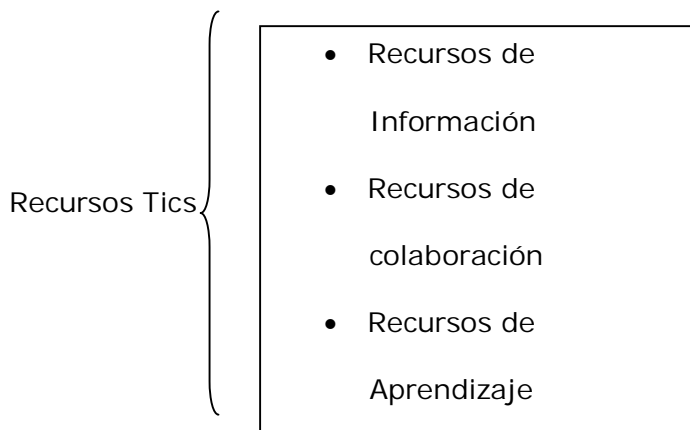 • Recursos de
Información
• Recursos de
Recursos Tics
colaboración
• Recursos de
Aprendizaje